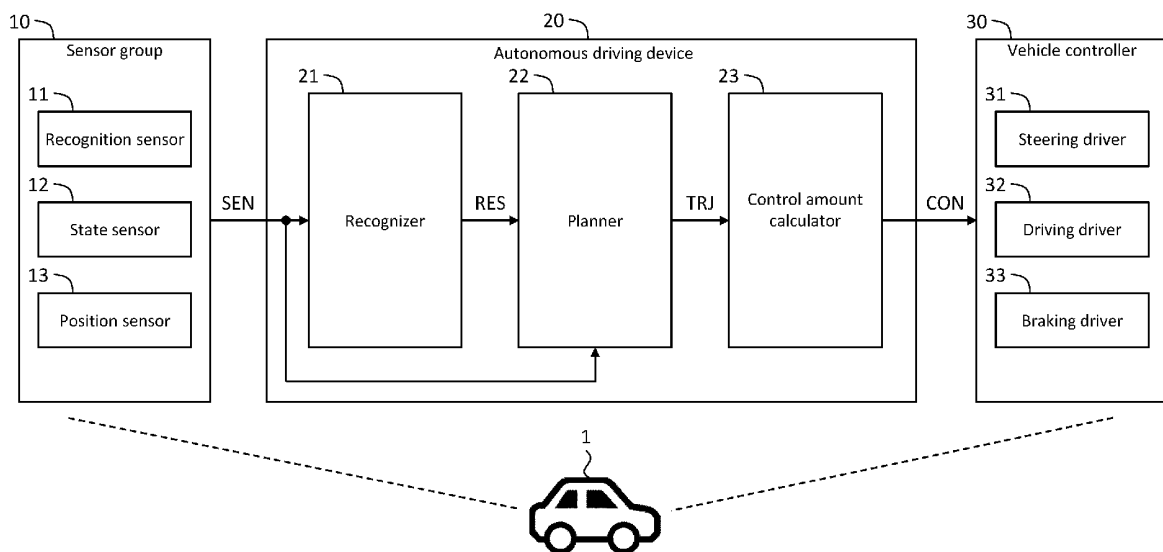 10
Sensor group
11
Recognition sensor
12
State sensor
13
Position sensor
SEN
20
Autonomous driving device
21
Recognizer
RES
22
Planner
TRJ
23
Control amount
calculator
CON
30
Vehicle controller
31
Steering driver
32
Driving driver
33
Braking driver
1